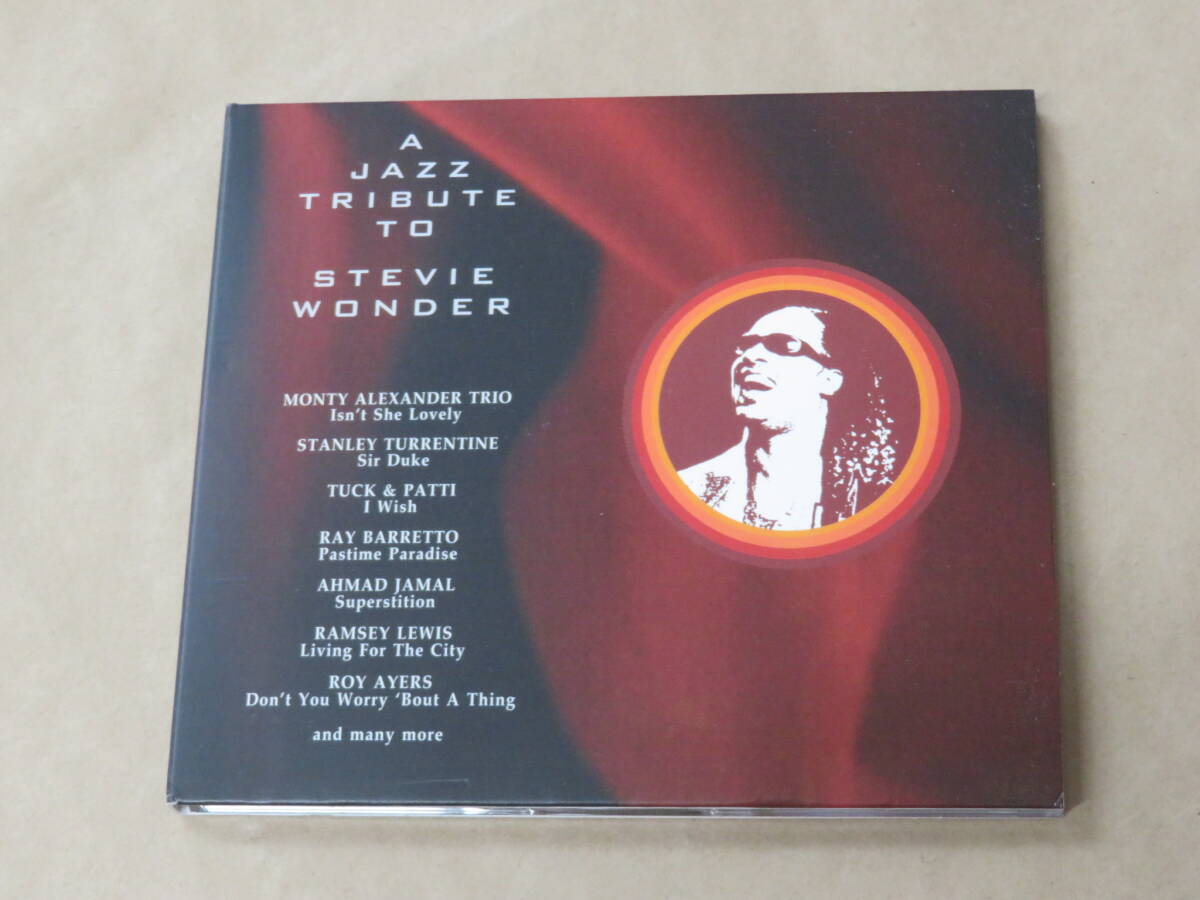 A
JAZZ
TRIBUTE
TO
STEVIE
WONDER
MONTY ALEXANDER TRIO
Isn't She Lovely
STANLEY TURRENTINE
Sir Duke
TUCK & PATTI
I Wish
RAY BARRETTO
Pastime Paradise
AHMAD JAMAL
Superstition
RAMSEY LEWIS
Living For The City
ROY AYERS
Don't You Worry ‘Bout A Thing
and many more